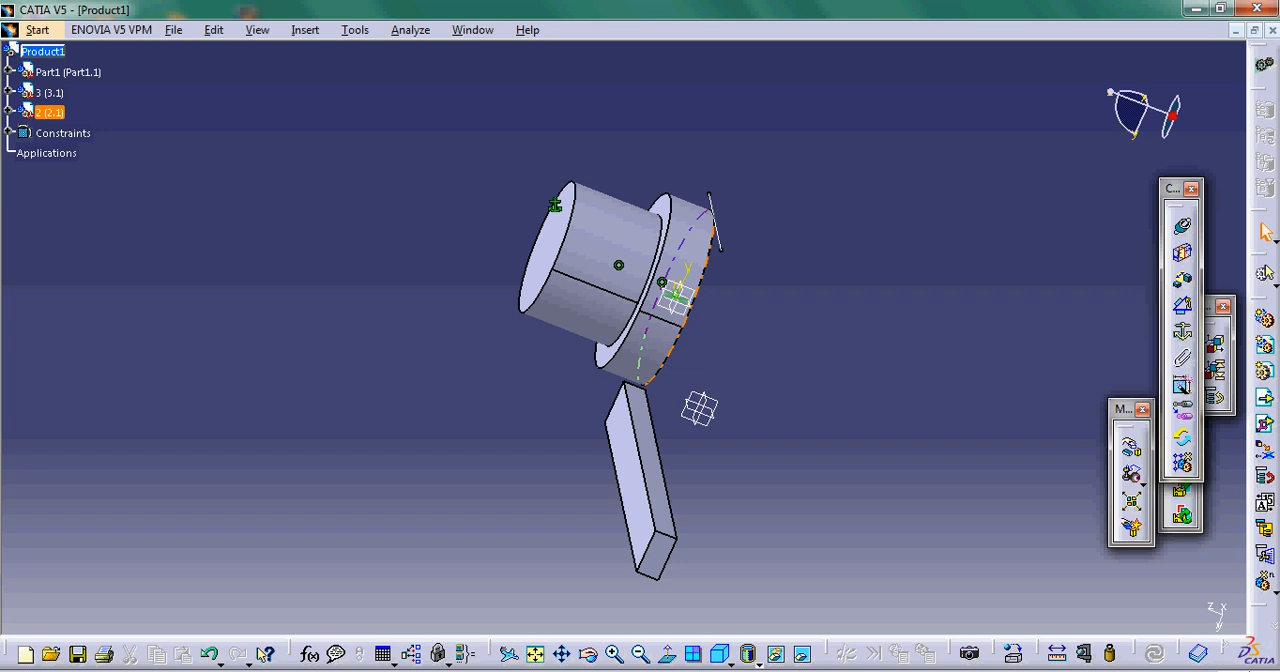 CATIA V5 - [Product1]
Start ENOVIA V5 VPM File Edit View Insert Tools Analyze Window Help
Product1
Part1 (Part1.1)
3 (3.1)
2 (2.1)
Constraints
Applications
y
C...
M...
z x
y
f(x)
CATIA